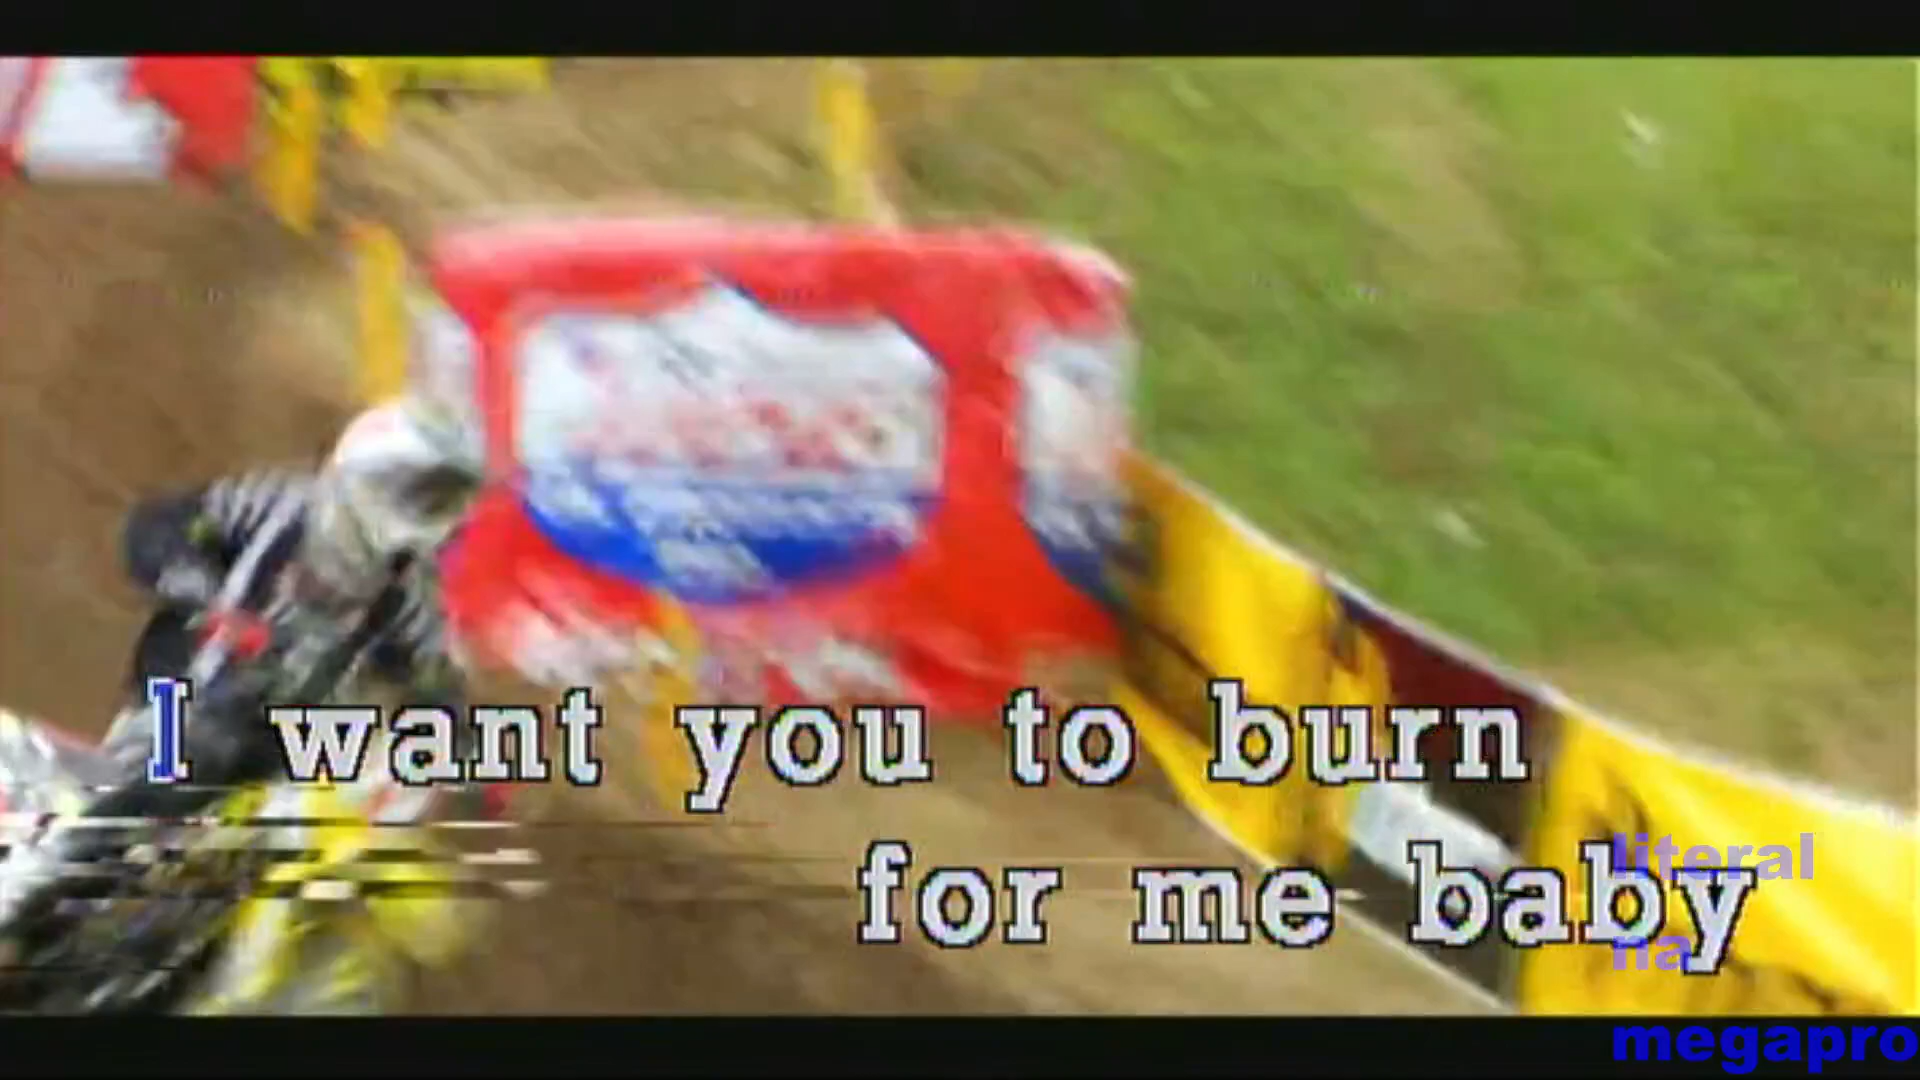 I want you to burn
for me baby
literal
na
megapro